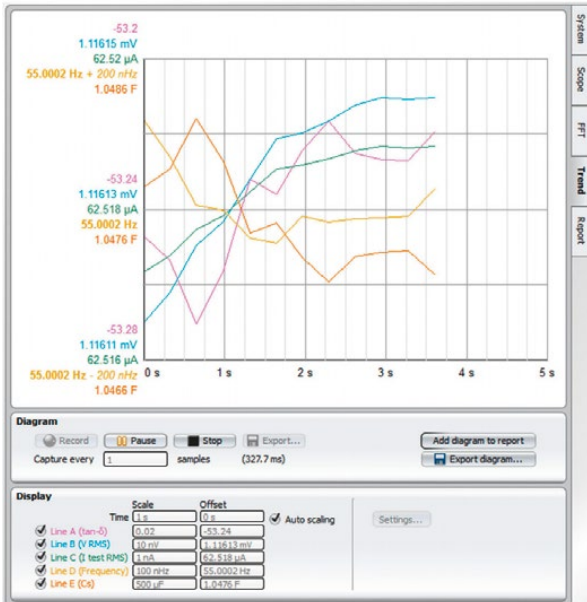 -53.2
1.11615 mV
62.52 µA
55.0002 Hz + 200 nHz
1.0486 F
-53.24
1.11613 mV
62.518 µA
55.0002 Hz
1.0476 F
-53.28
1.11611 mV
62.516 µA
55.0002 Hz - 200 nHz
1.0466 F
0 s
1 s
2 s
3 s
4 s
5 s
System
Scope
FFT
Trend
Report
Diagram
Record Pause Stop Export... Add diagram to report
Capture every 1 samples (327.7 ms) Export diagram...
Display
Scale Offset
Time 1 s 0 s Auto scaling Settings...
Line A (tan-δ) 0.02 -53.24
Line B (V RMS) 10 nV 1.11613 mV
Line C (I test RMS) 1 nA 62.518 µA
Line D (Frequency) 100 nHz 55.0002 Hz
Line E (Cs) 500 µF 1.0476 F